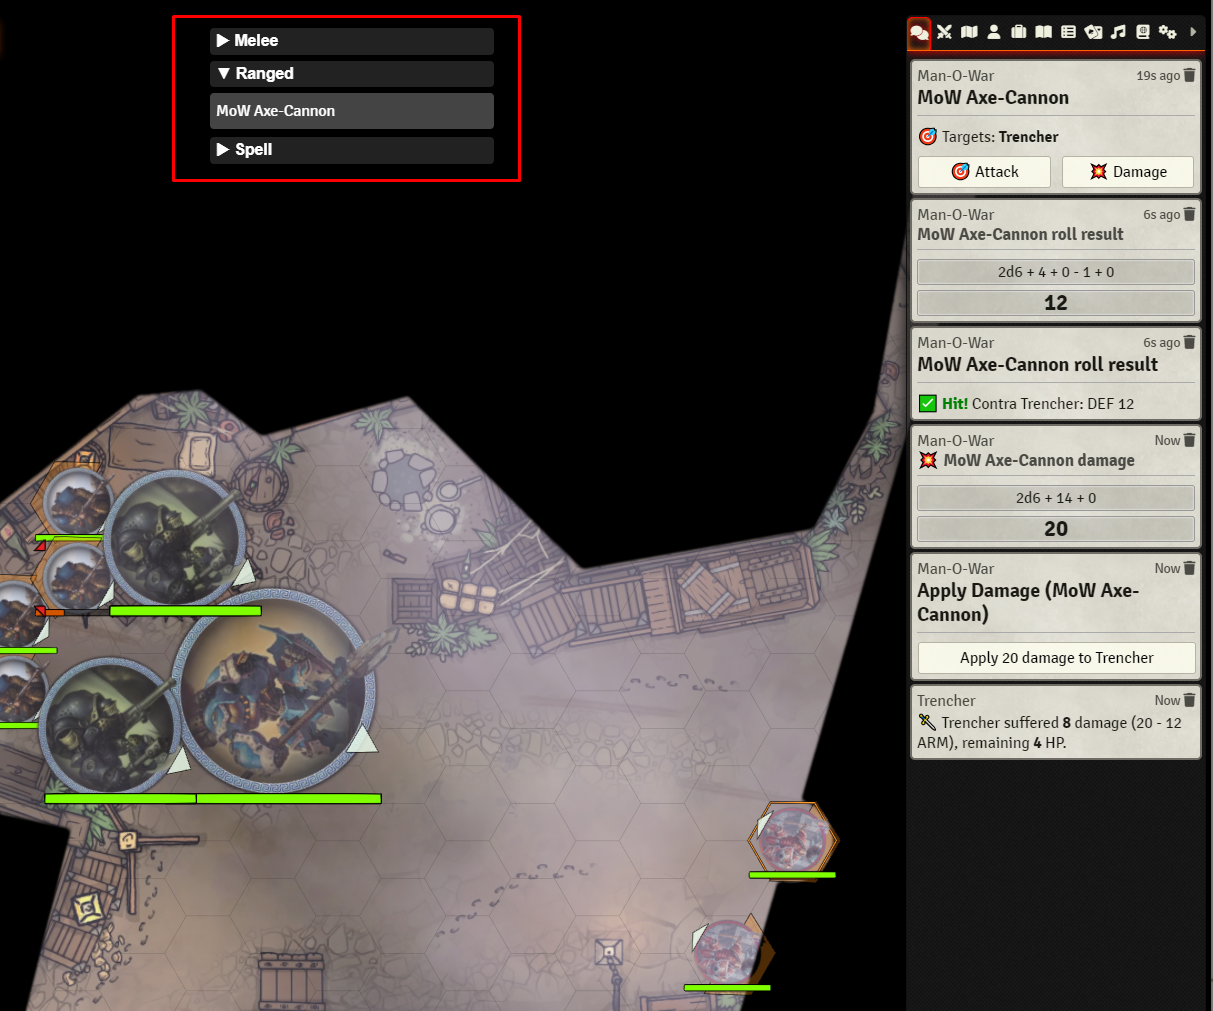 ▶ Melee
▼ Ranged
MoW Axe-Cannon
▶ Spell
Man-O-War 19s ago
MoW Axe-Cannon
🎯 Targets: Trencher
🎯 Attack 💥 Damage
Man-O-War 6s ago
MoW Axe-Cannon roll result
2d6 + 4 + 0 - 1 + 0
12
Man-O-War 6s ago
MoW Axe-Cannon roll result
✅ Hit! Contra Trencher: DEF 12
Man-O-War Now
💥 MoW Axe-Cannon damage
2d6 + 14 + 0
20
Man-O-War Now
Apply Damage (MoW Axe-
Cannon)
Apply 20 damage to Trencher
Trencher Now
Trencher suffered 8 damage (20 - 12
ARM), remaining 4 HP.